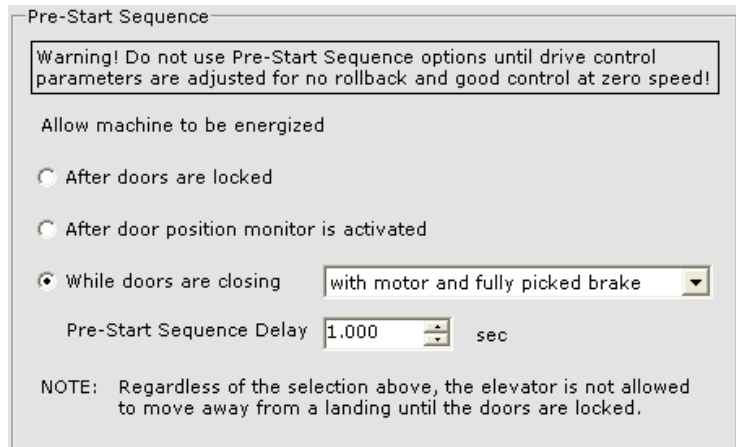 Pre-Start Sequence
Warning! Do not use Pre-Start Sequence options until drive control
parameters are adjusted for no rollback and good control at zero speed!
Allow machine to be energized
After doors are locked
After door position monitor is activated
While doors are closing with motor and fully picked brake
Pre-Start Sequence Delay 1.000 sec
NOTE: Regardless of the selection above, the elevator is not allowed
to move away from a landing until the doors are locked.